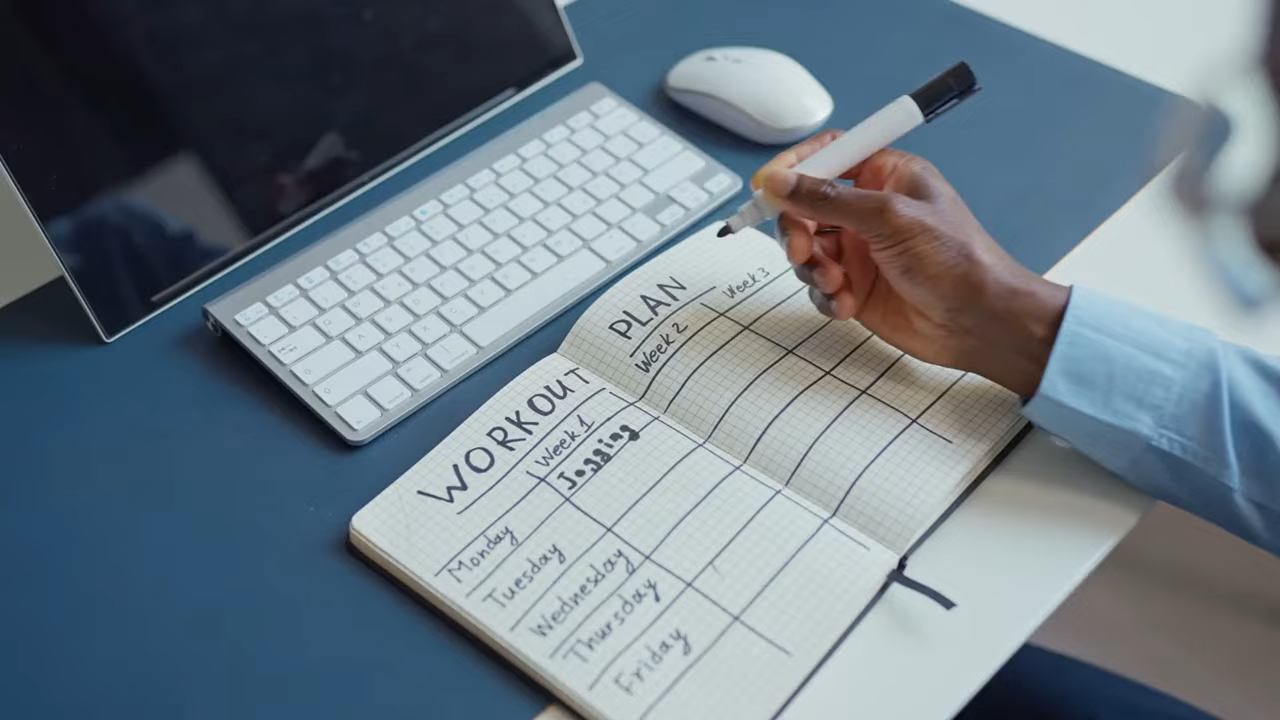 WORKOUT PLAN
Week 1 Week 2 Week 3
Monday Jogging
Tuesday
Wednesday
Thursday
Friday